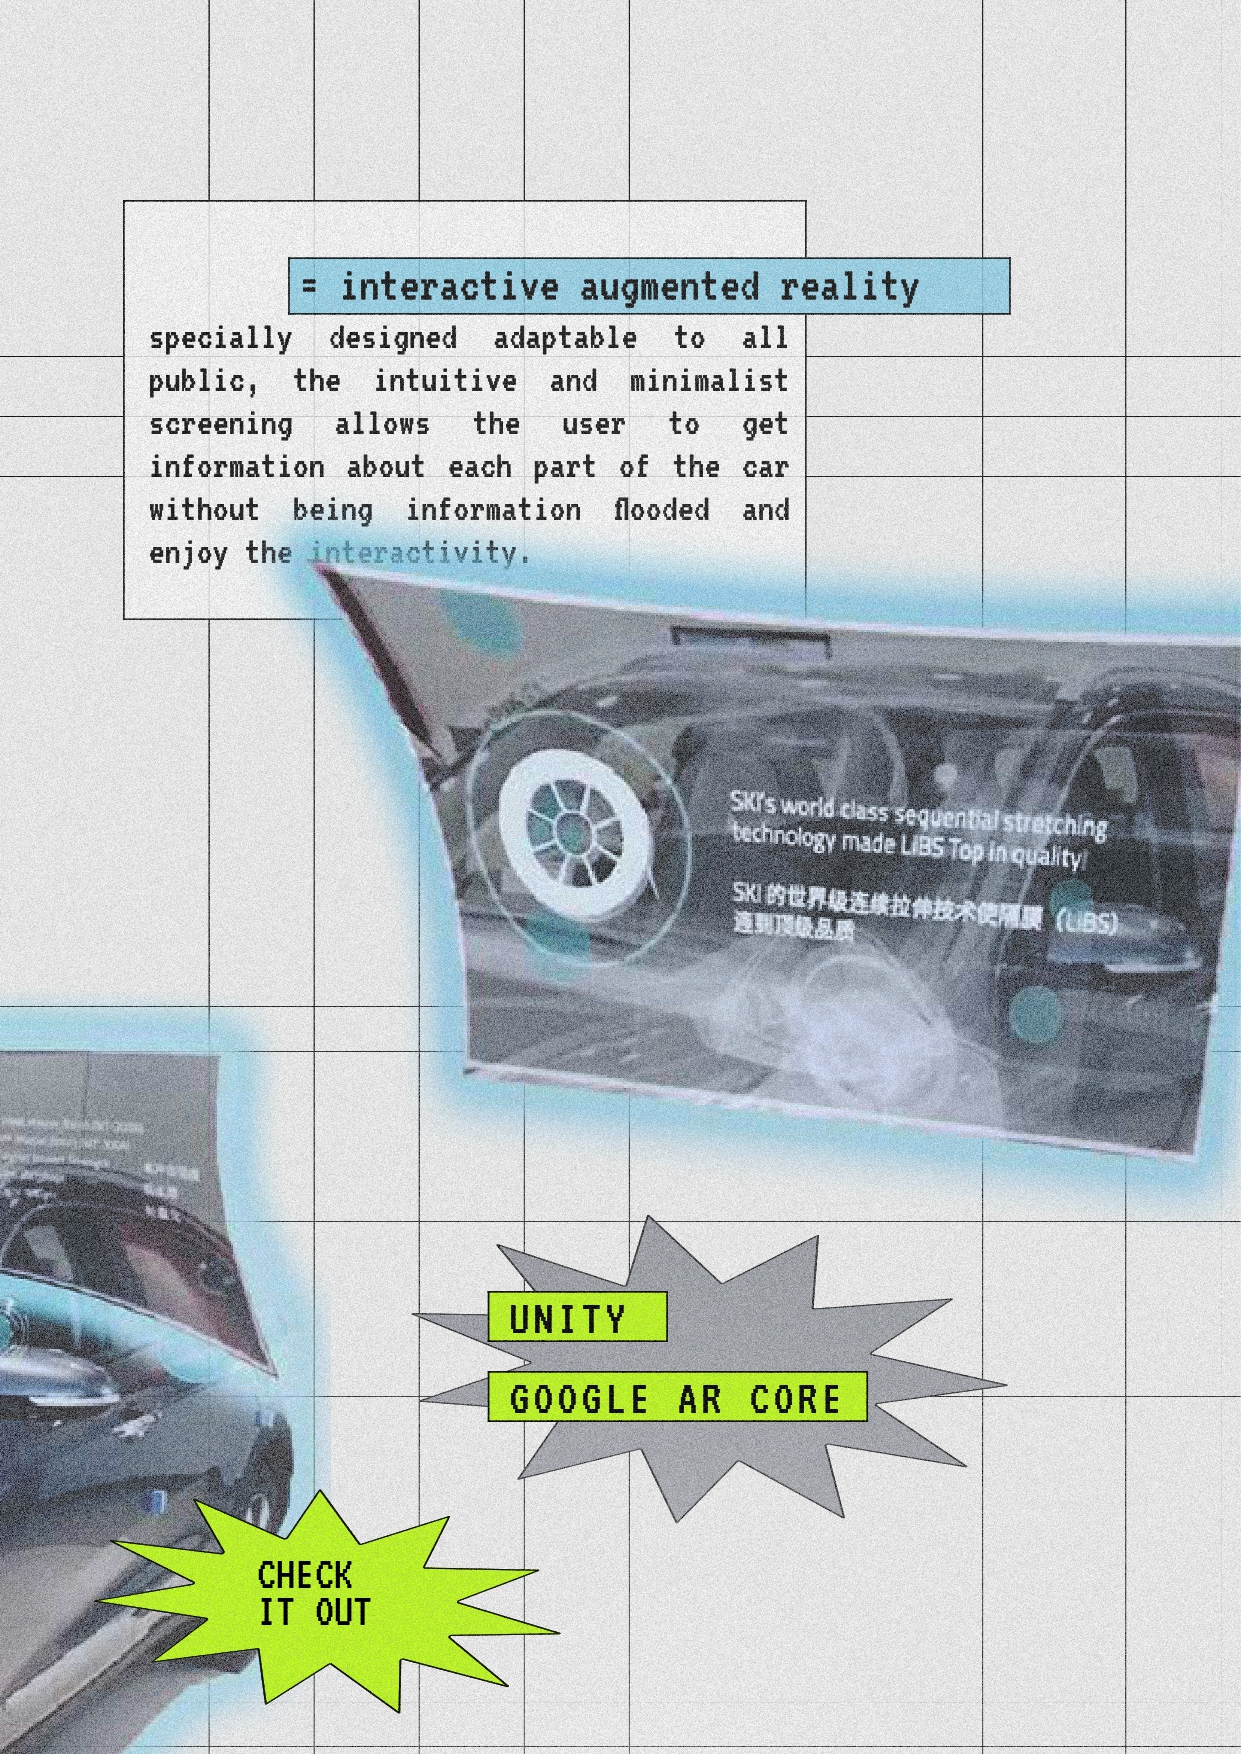 = interactive augmented reality
specially designed adaptable to all
public, the intuitive and minimalist
screening allows the user to get
information about each part of the car
without being information flooded and
enjoy the interactivity.
SKI's world class sequential stretching
technology made LiBS Top in quality!
SKI 的世界级连续拉伸技术使隔膜（LiBS）
达到顶级品质
UNITY
GOOGLE AR CORE
CHECK
IT OUT